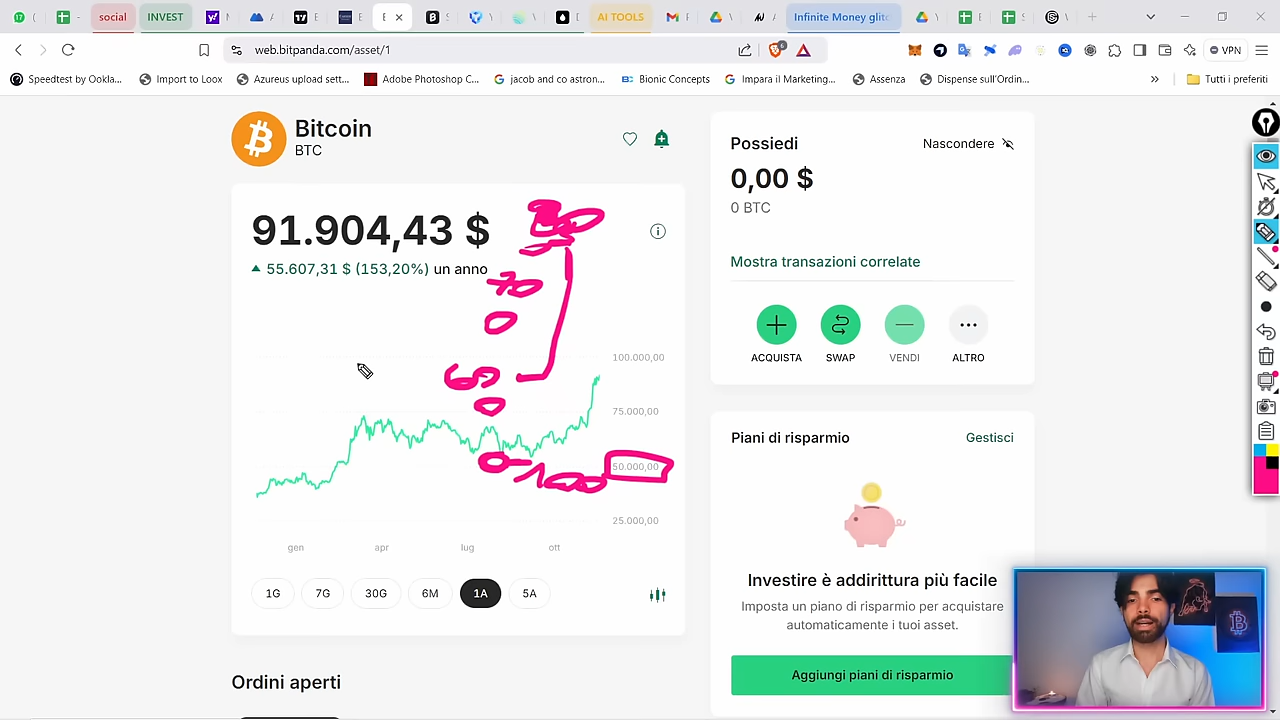 social
INVEST
AI TOOLS
Infinite Money glitc
web.bitpanda.com/asset/1
VPN
Speedtest by Ookla...
Import to Loox
Azureus upload sett...
Adobe Photoshop C...
jacob and co astron...
Bionic Concepts
Impara il Marketing...
Assenza
Dispense sull'Ordin...
»
Tutti i preferiti
Bitcoin
BTC
91.904,43 $
55.607,31 $ (153,20%) un anno
70
0
60
0
0-100
100.000,00
75.000,00
50.000,00
25.000,00
gen
apr
lug
ott
1G
7G
30G
6M
1A
5A
Ordini aperti
Possiedi
Nascondere
0,00 $
0 BTC
Mostra transazioni correlate
ACQUISTA
SWAP
VENDI
ALTRO
Piani di risparmio
Gestisci
Investire è addirittura più facile
Imposta un piano di risparmio per acquistare
automaticamente i tuoi asset.
Aggiungi piani di risparmio